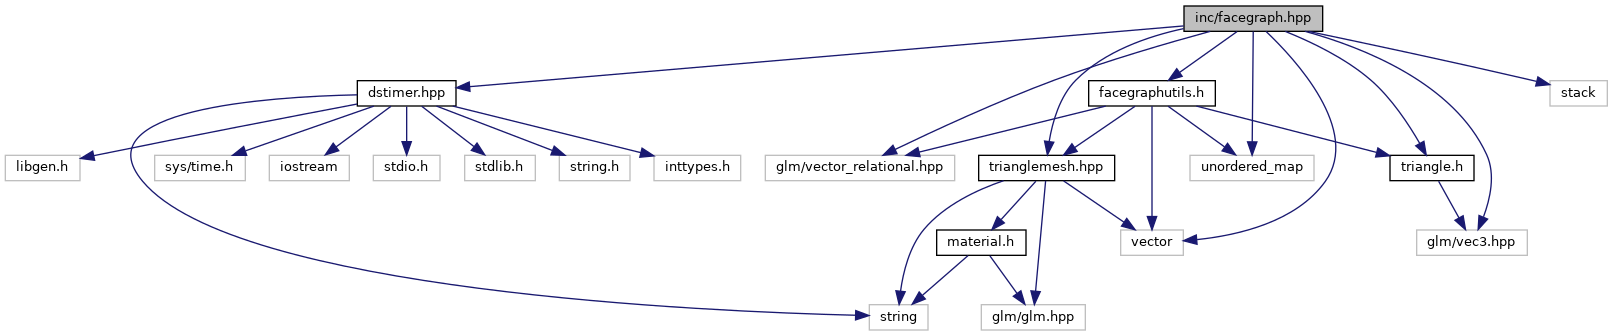 inc/facegraph.hpp
dstimer.hpp
facegraphutils.h
stack
libgen.h
sys/time.h
iostream
stdio.h
stdlib.h
string.h
inttypes.h
glm/vector_relational.hpp
trianglemesh.hpp
unordered_map
triangle.h
material.h
vector
glm/vec3.hpp
string
glm/glm.hpp